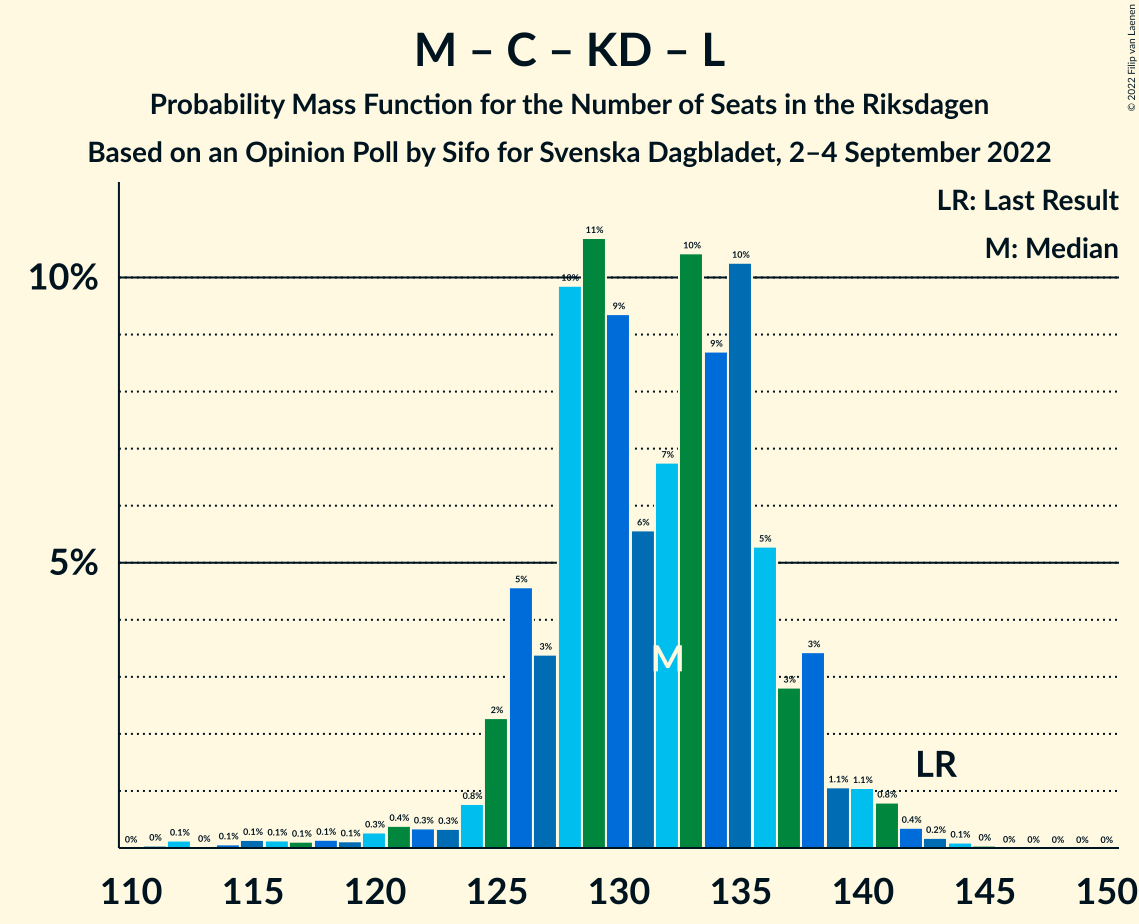 M – C – KD – L
Probability Mass Function for the Number of Seats in the Riksdagen
Based on an Opinion Poll by Sifo for Svenska Dagbladet, 2–4 September 2022
© 2022 Filip van Laenen
LR: Last Result
M: Median
10%
5%
0% 0% 0.1% 0% 0.1% 0.1% 0.1% 0.1% 0.1% 0.1% 0.3% 0.4% 0.3% 0.3% 0.8% 2% 5% 3% 10% 11% 9% 6% 7% 10% 9% 10% 5% 3% 3% 1.1% 1.1% 0.8% 0.4% 0.2% 0.1% 0% 0% 0% 0% 0% 0%
M
LR
110 115 120 125 130 135 140 145 150